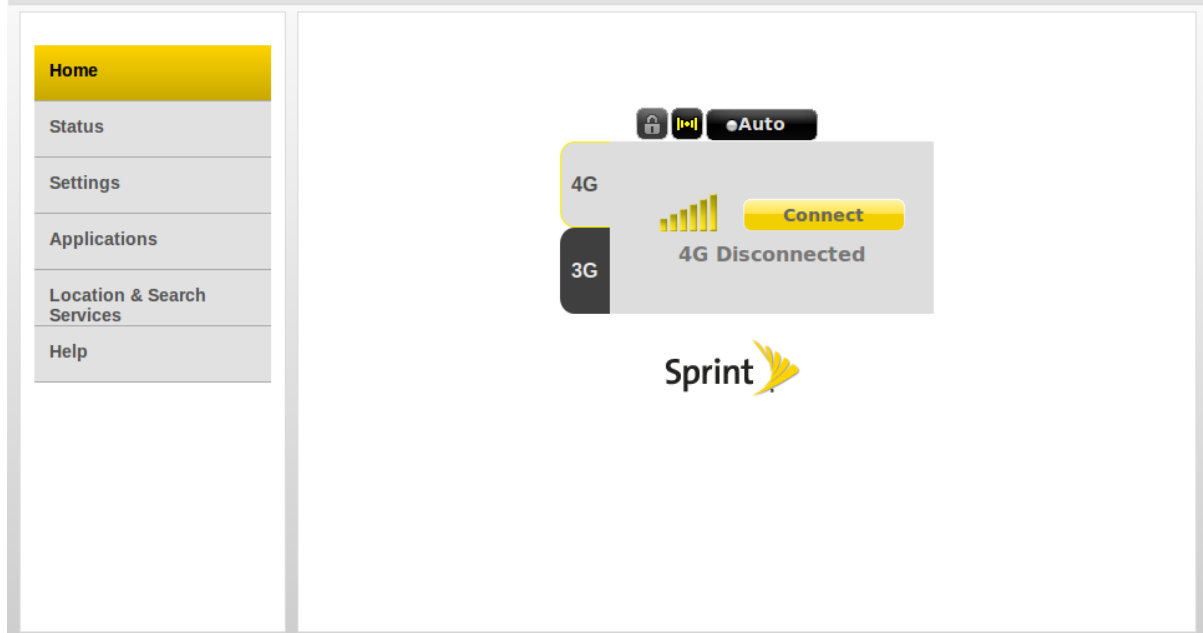 Home
Status
Settings
Applications
Location & Search
Services
Help
Auto
4G
Connect
4G Disconnected
3G
Sprint